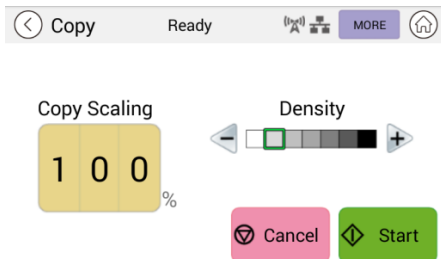 Copy Ready MORE
Copy Scaling Density
- +
1 0 0 %
Cancel Start